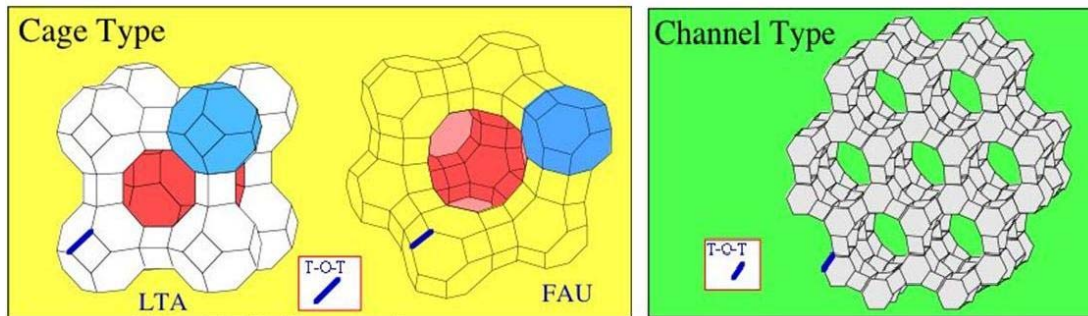 Cage Type
LTA
T-O-T
FAU
Channel Type
T-O-T